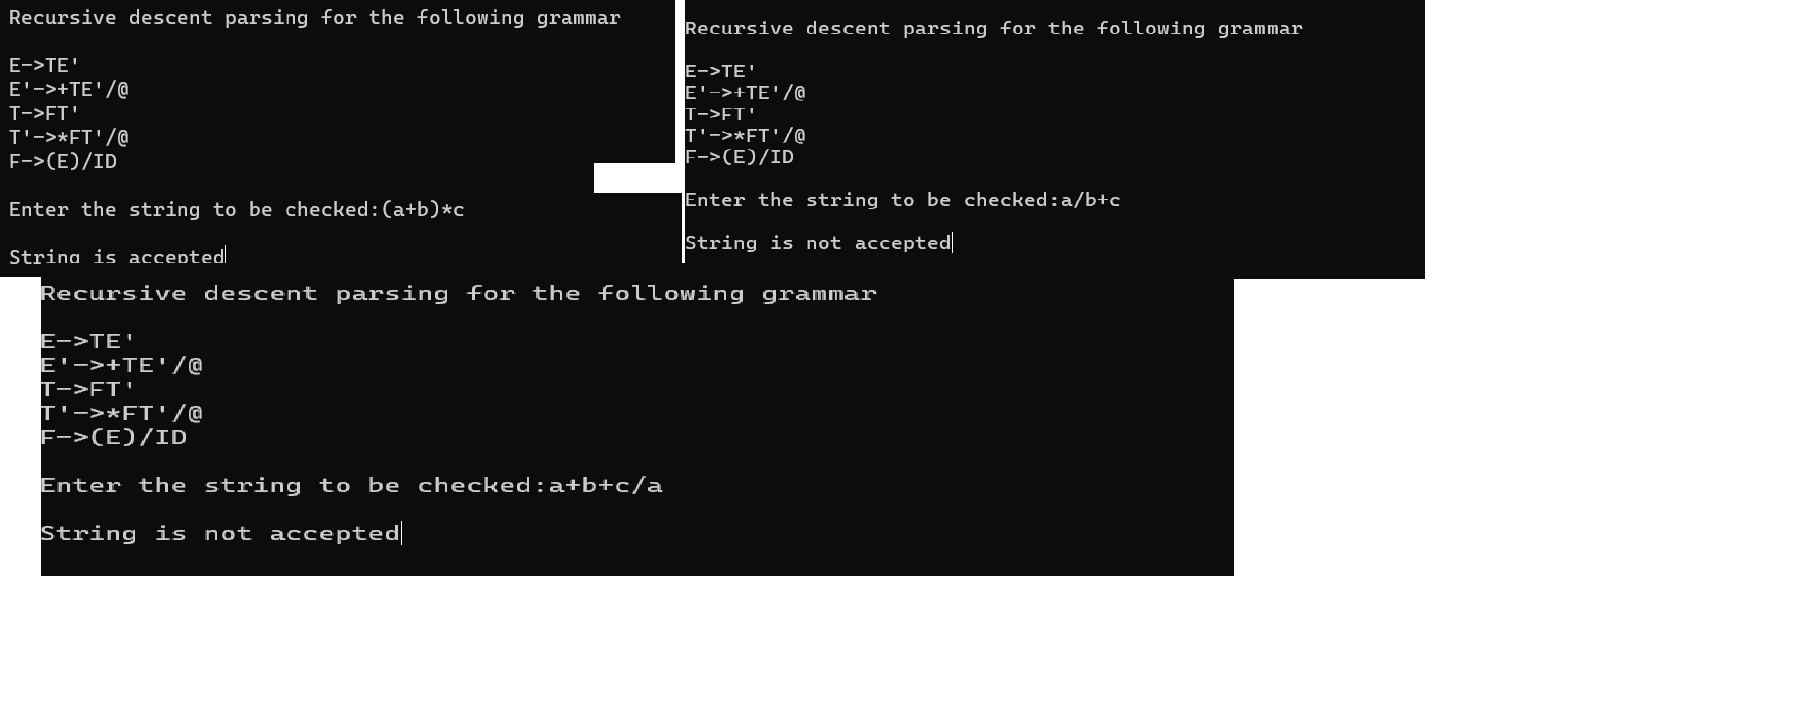 Recursive descent parsing for the following grammar
E->TE'
E'->+TE'/@
T->FT'
T'->*FT'/@
F->(E)/ID
Enter the string to be checked:(a+b)*c
String is accepted
Recursive descent parsing for the following grammar
E->TE'
E'->+TE'/@
T->FT'
T'->*FT'/@
F->(E)/ID
Enter the string to be checked:a/b+c
String is not accepted
Recursive descent parsing for the following grammar
E->TE'
E'->+TE'/@
T->FT'
T'->*FT'/@
F->(E)/ID
Enter the string to be checked:a+b+c/a
String is not accepted